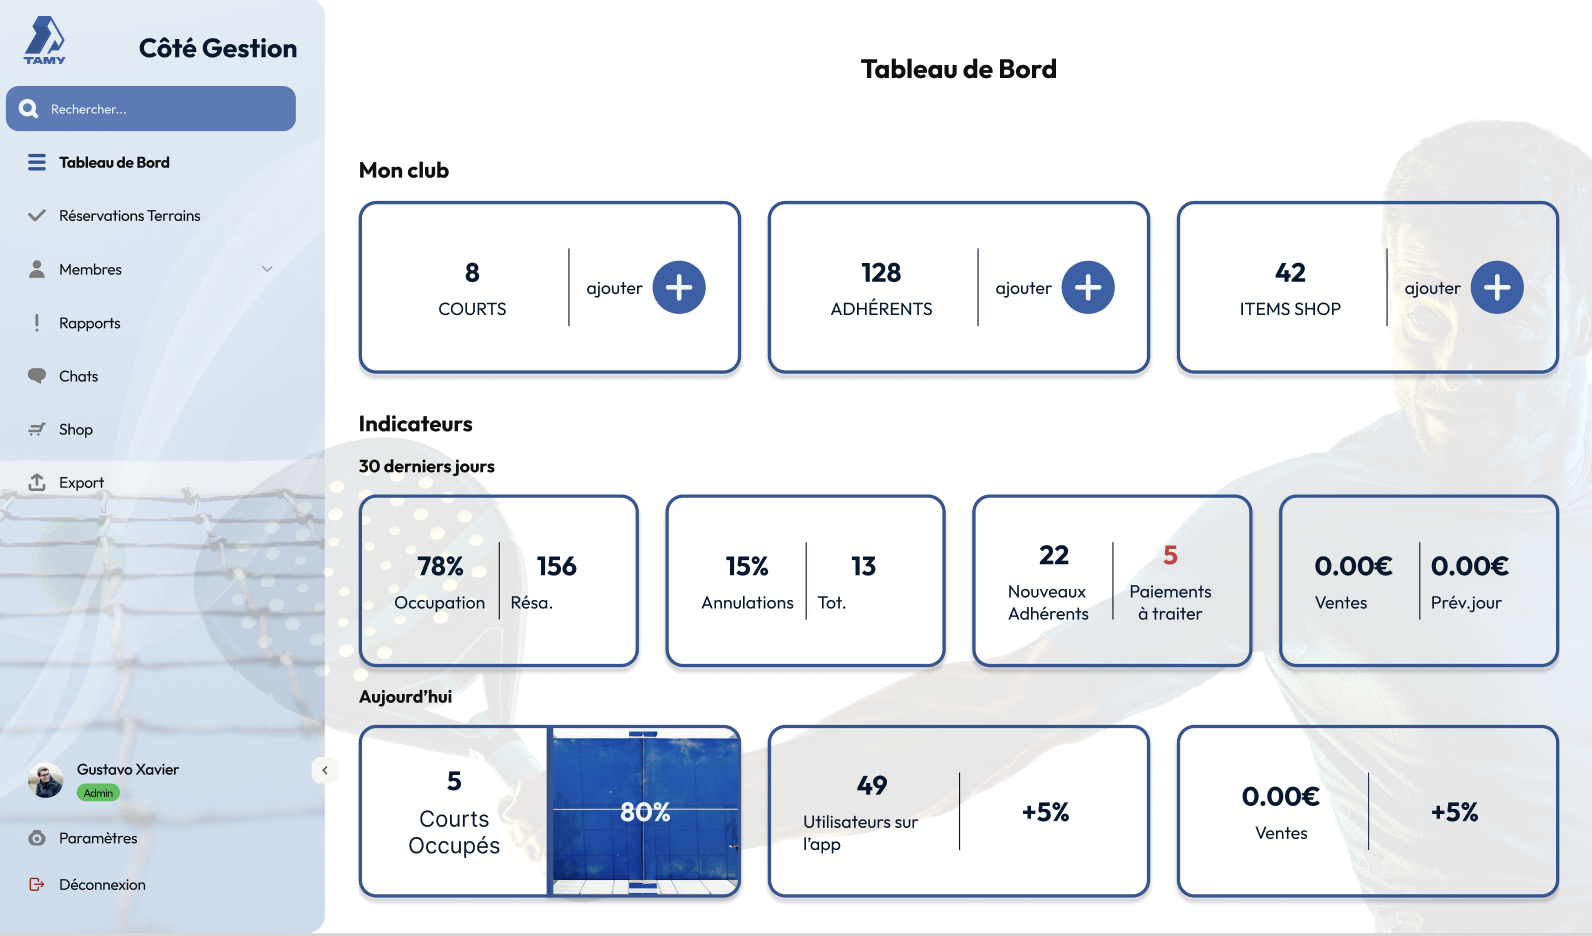 TAMY
Côté Gestion
Rechercher...
Tableau de Bord
Réservations Terrains
Membres
Rapports
Chats
Shop
Export
Gustavo Xavier
Admin
Paramètres
Déconnexion
Tableau de Bord
Mon club
8
COURTS
ajouter
128
ADHÉRENTS
ajouter
42
ITEMS SHOP
ajouter
Indicateurs
30 derniers jours
78%
Occupation
156
Résa.
15%
Annulations
13
Tot.
22
Nouveaux
Adhérents
5
Paiements
à traiter
0.00€
Ventes
0.00€
Prév.jour
Aujourd'hui
5
Courts
Occupés
80%
49
Utilisateurs sur
l'app
+5%
0.00€
Ventes
+5%